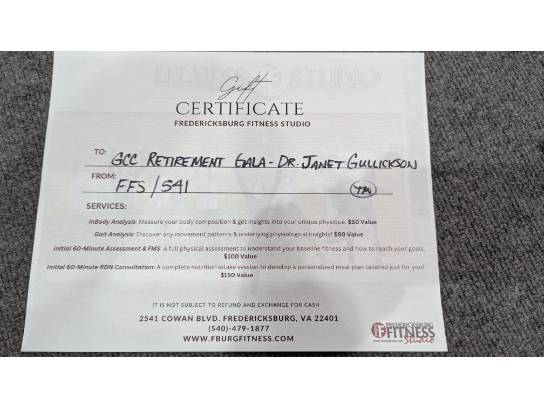 Gift
CERTIFICATE
FREDERICKSBURG FITNESS STUDIO
TO: GCC RETIREMENT GALA - DR. JANET GULLICKSON
FROM: FFS/541
SERVICES:
InBody Analysis: Measure your body composition & get insights into your unique physique. $50 Value
Gait Analysis: Discover any movement patterns & underlying physiological insights! $90 Value
Initial 60-Minute Assessment & FMS: A full physical assessment to understand your baseline fitness and how to reach your goals.
$100 Value
Initial 60-Minute RDN Consultation: A complete nutrition intake session to develop a personalized meal plan tailored just for you!
$150 Value
IT IS NOT SUBJECT TO REFUND AND EXCHANGE FOR CASH
2541 COWAN BLVD. FREDERICKSBURG, VA 22401
(540)-479-1877
WWW.FBURGFITNESS.COM
FREDERICKSBURG
FITNESS
Studio